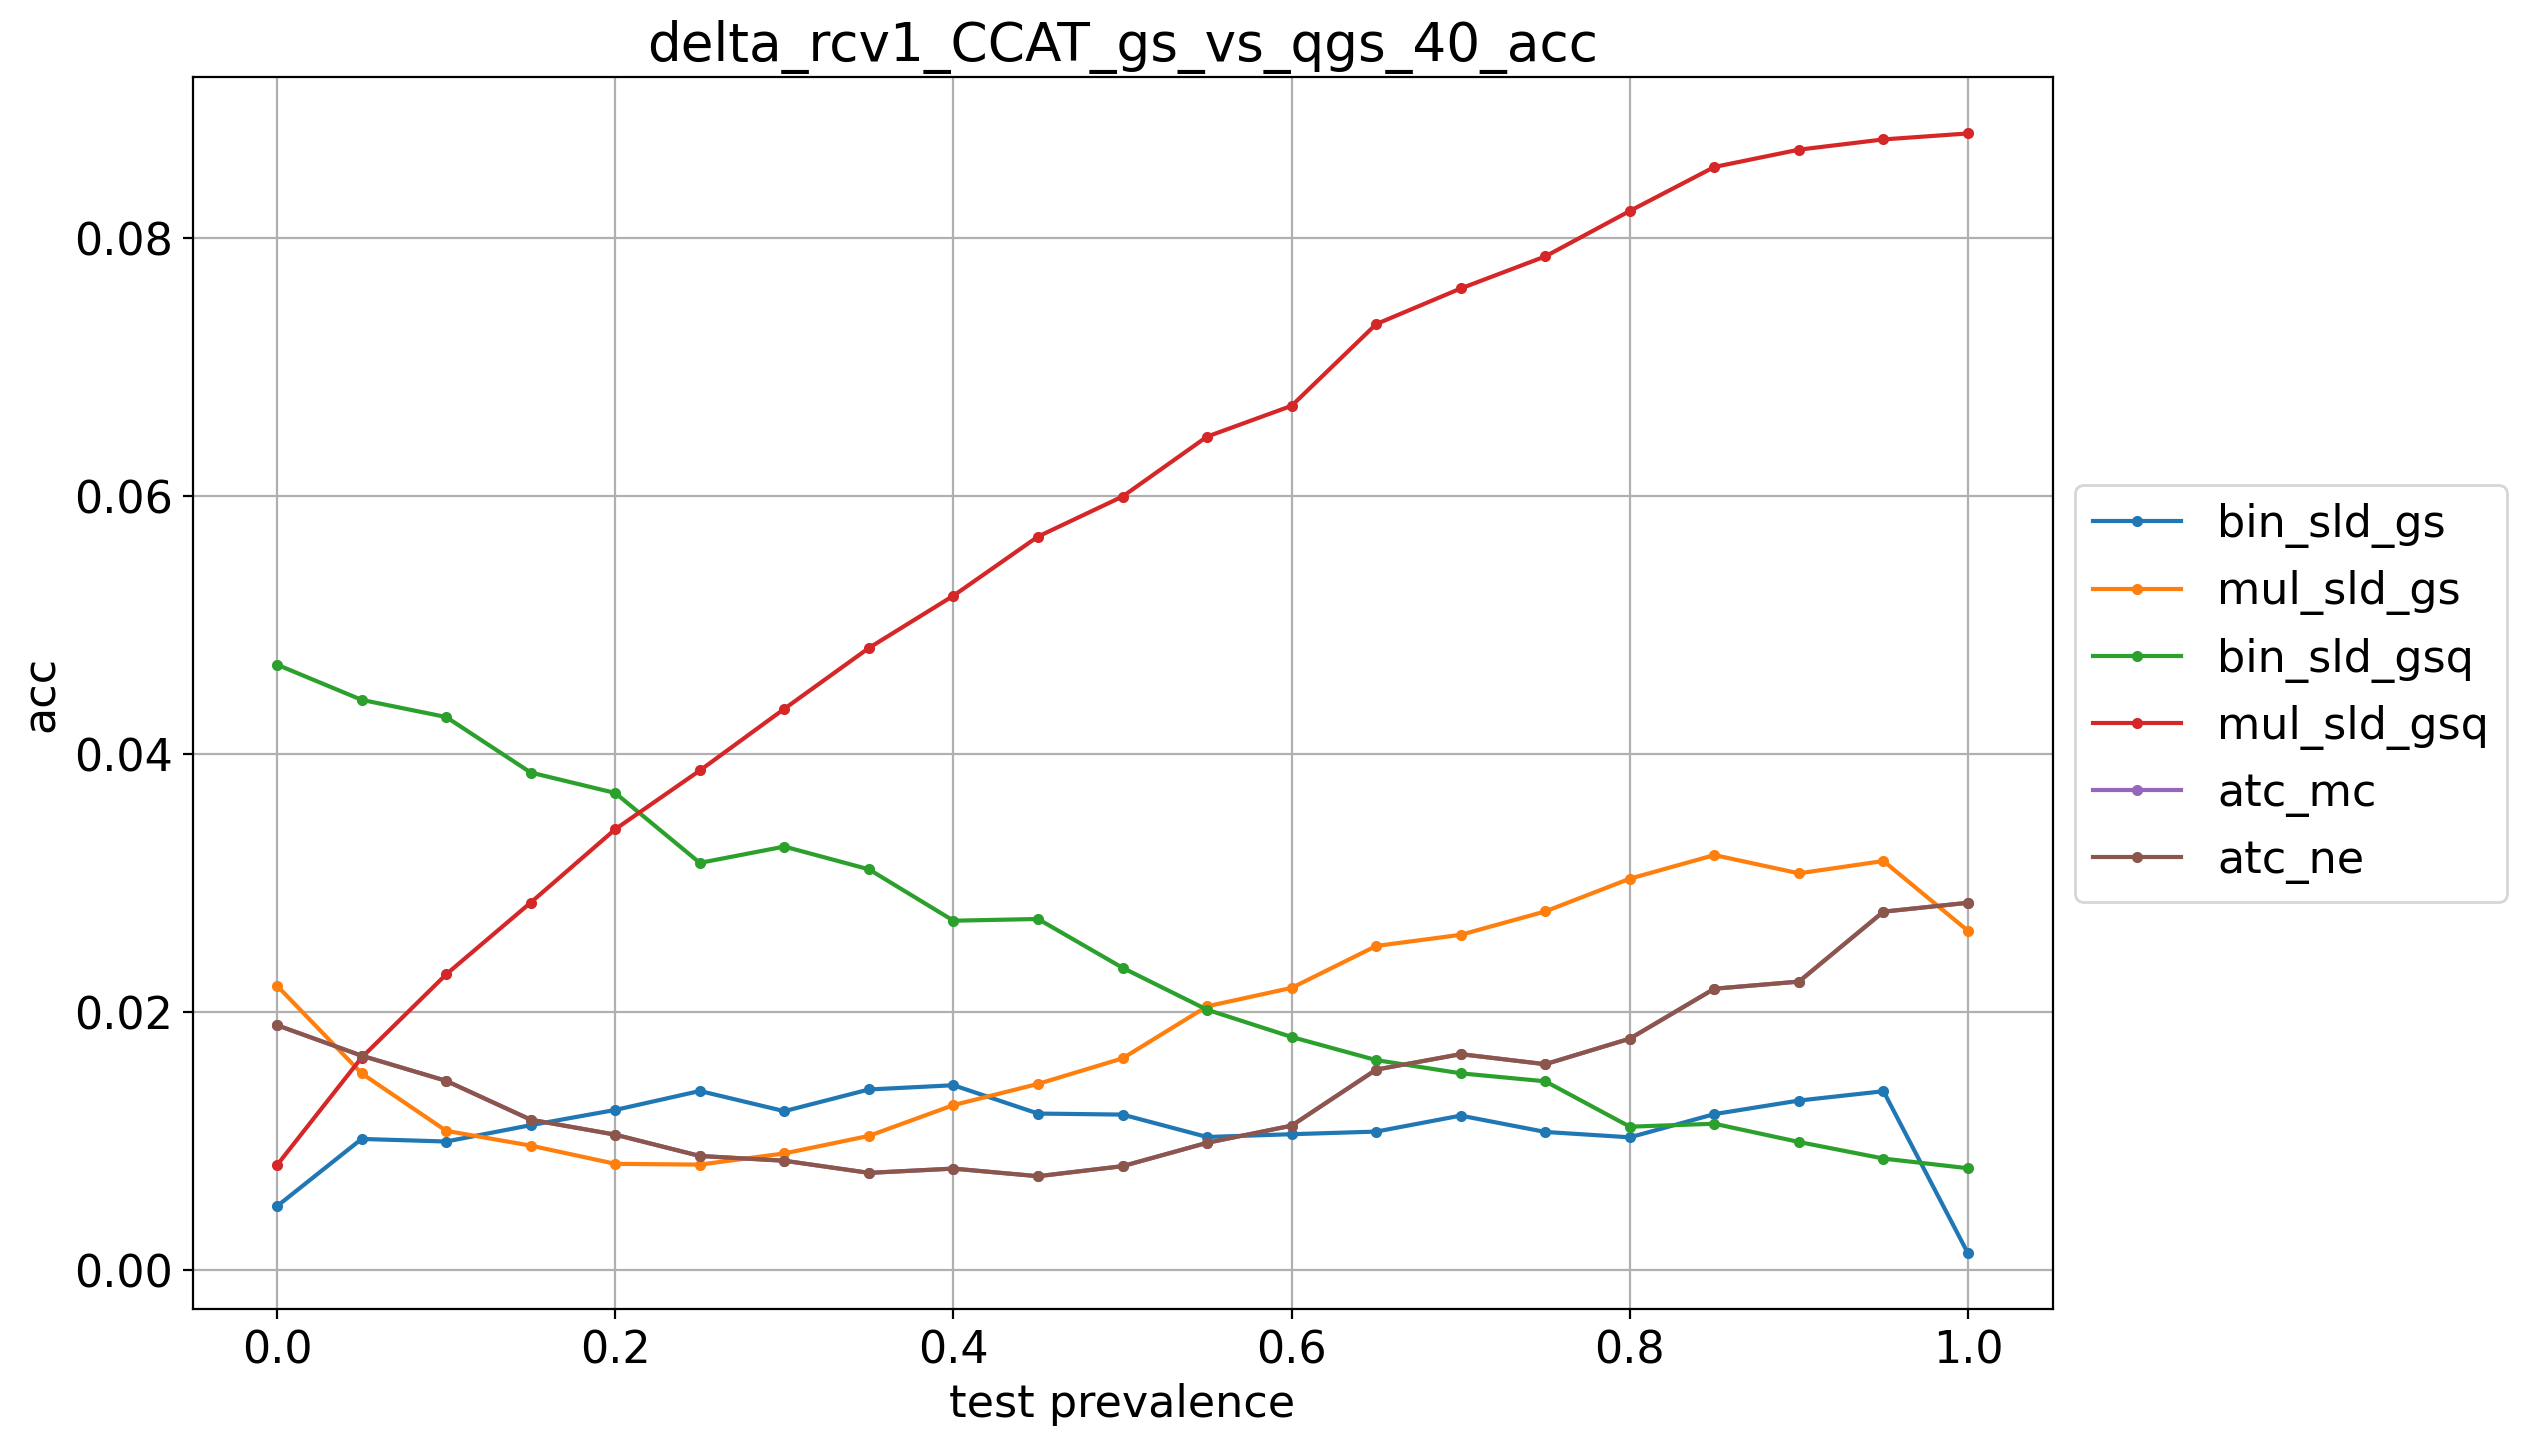 delta_rcv1_CCAT_gs_vs_qgs_40_acc
acc
0.08
0.06
0.04
0.02
0.00
0.0 0.2 0.4 0.6 0.8 1.0
test prevalence
bin_sld_gs
mul_sld_gs
bin_sld_gsq
mul_sld_gsq
atc_mc
atc_ne